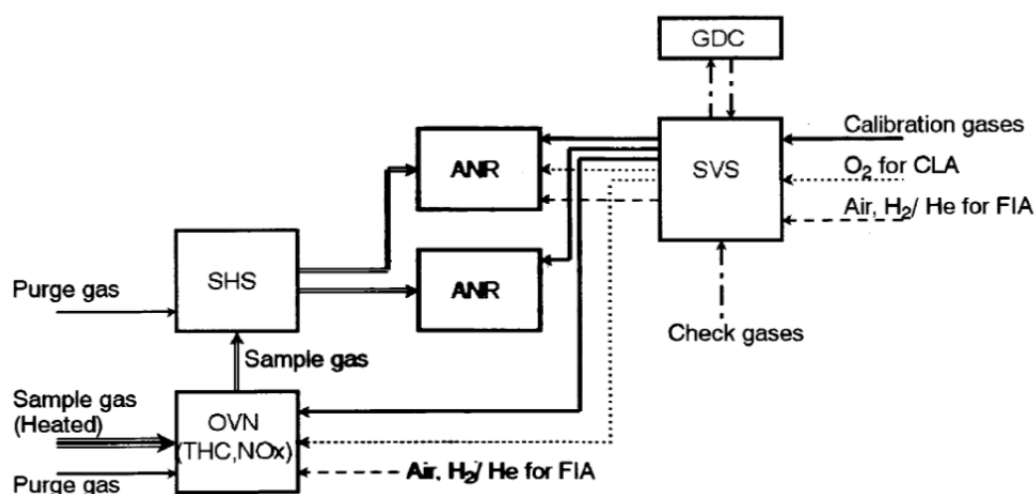 GDC
Calibration gases
ANR
SVS
O₂ for CLA
Air, H₂/ He for FIA
SHS
Purge gas
ANR
Check gases
Sample gas
Sample gas
(Heated)
OVN
(THC,NOx)
Air, H₂/ He for FIA
Purge gas